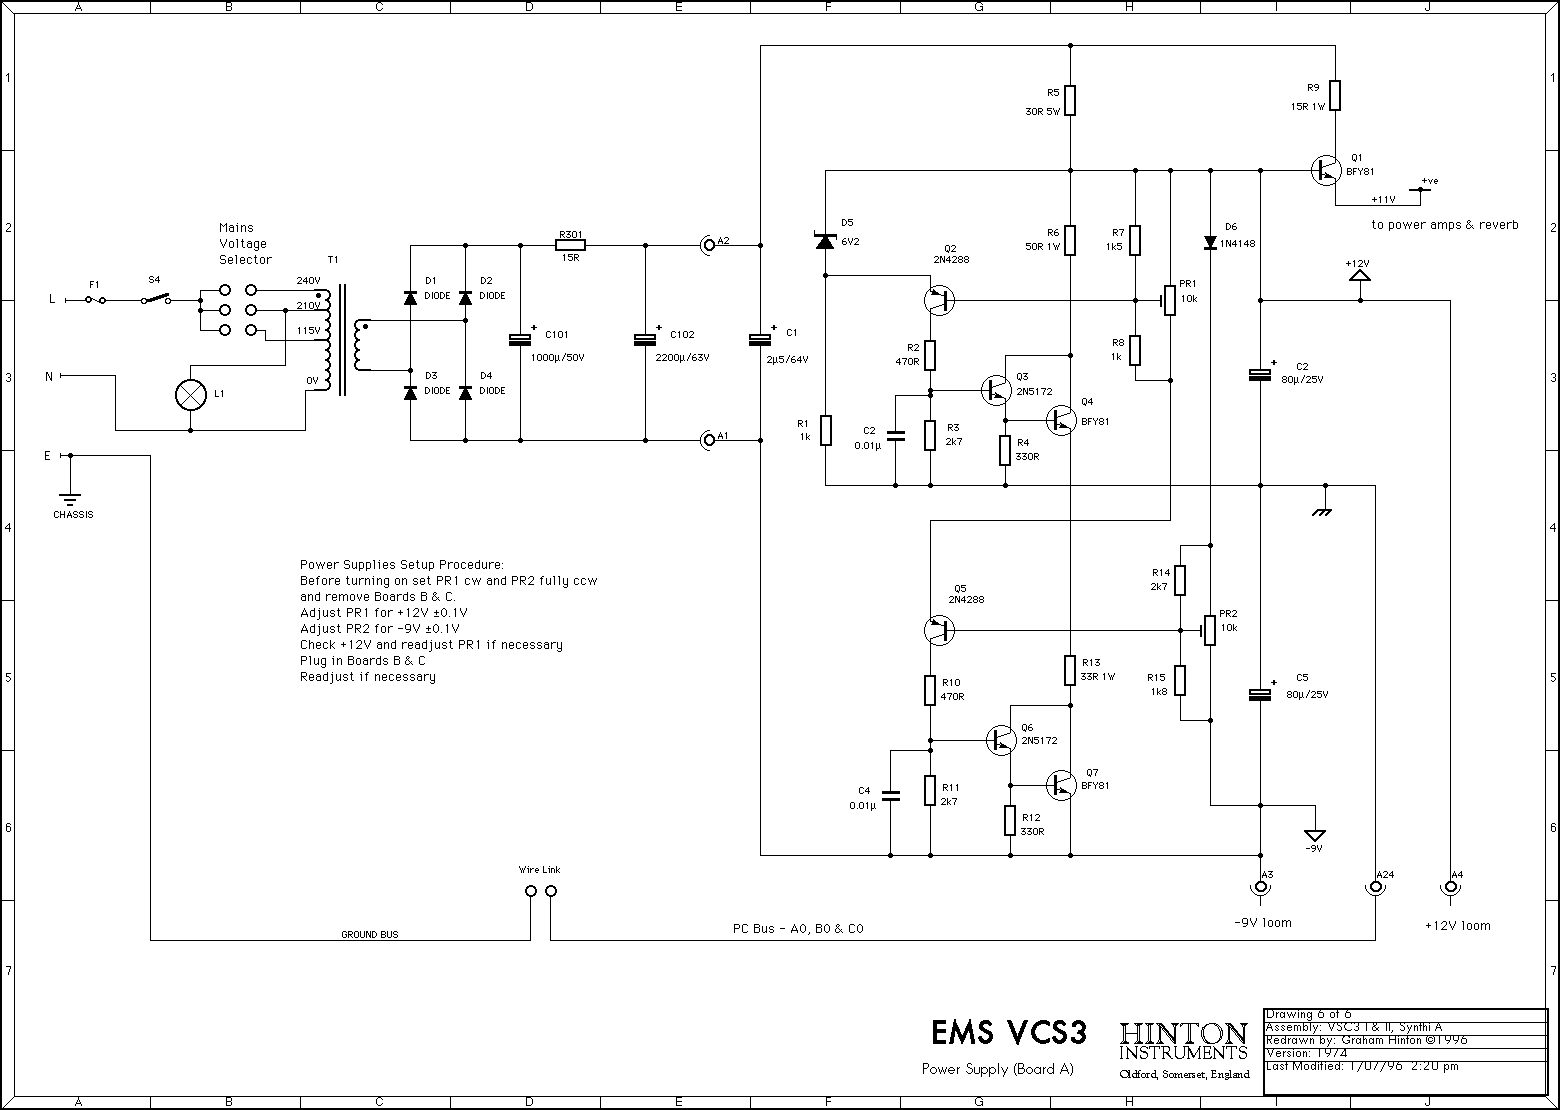 A B C D E F G H J
1 1
R5
30R 5W
R9
15R 1W
Q1
BFY81
+ve
+11V
to power amps & reverb
2 2
Mains
Voltage
Selector
T1
R301
15R
A2
D5
6V2
Q2
2N4288
R6
50R 1W
R7
1k5
D6
1N4148
+12V
F1
S4
L
240V
210V
115V
0V
D1
DIODE
D2
DIODE
PR1
10k
+
C101
1000µ/50V
+
C102
2200µ/63V
+
C1
2µ5/64V
R2
470R
R8
1k
3 3
N
L1
D3
DIODE
D4
DIODE
Q3
2N5172
Q4
BFY81
+
C2
80µ/25V
R1
1k
C2
0.01µ
R3
2k7
R4
330R
A1
E
CHASSIS
4 4
Power Supplies Setup Procedure:
Before turning on set PR1 cw and PR2 fully ccw
and remove Boards B & C.
Adjust PR1 for +12V ±0.1V
Adjust PR2 for -9V ±0.1V
Check +12V and readjust PR1 if necessary
Plug in Boards B & C
Readjust if necessary
R14
2k7
Q5
2N4288
PR2
10k
5 5
R10
470R
R13
33R 1W
R15
1k8
+
C5
80µ/25V
Q6
2N5172
Q7
BFY81
C4
0.01µ
R11
2k7
R12
330R
6 6
-9V
Wire Link
A3
A24
A4
GROUND BUS
PC Bus - A0, B0 & C0
-9V loom
+12V loom
7 7
EMS VCS3
Power Supply (Board A)
HINTON
INSTRUMENTS
Oldford, Somerset, England
Drawing 6 of 6
Assembly: VSC3 I & II, Synthi A
Redrawn by: Graham Hinton ©1996
Version: 1974
Last Modified: 1/07/96 2:20 pm
A B C D E F G H J